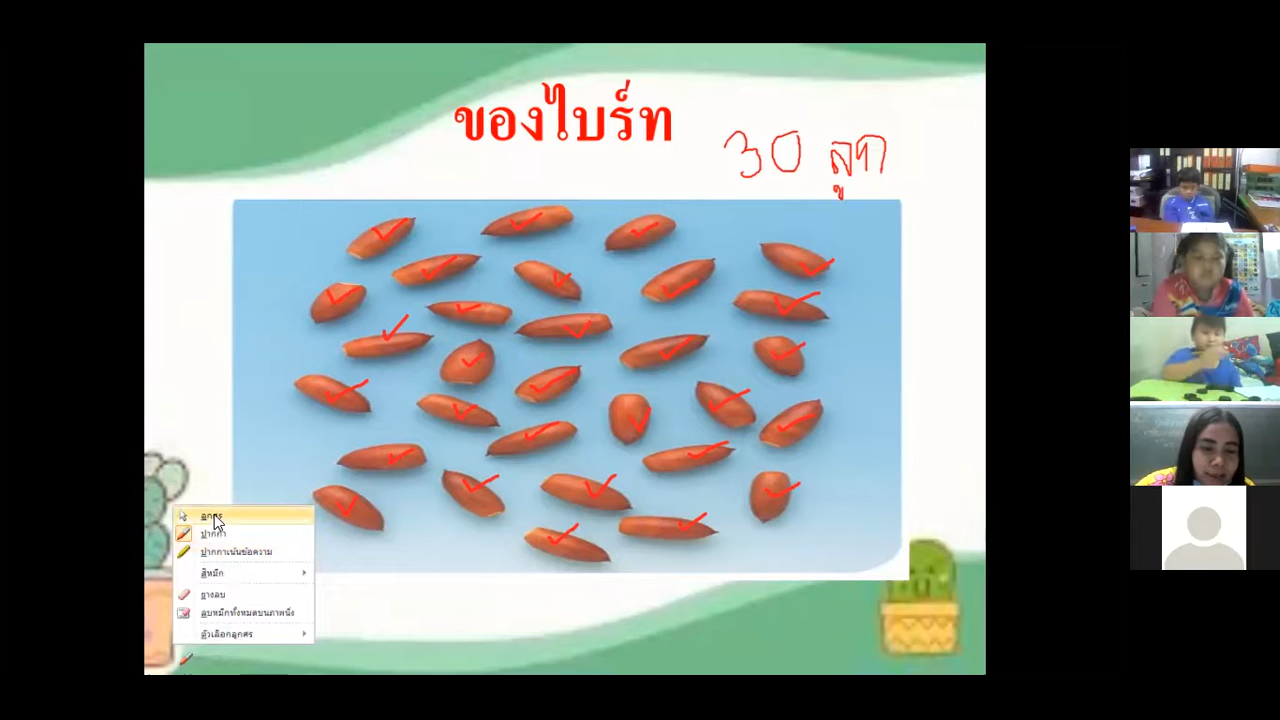 ของไบร์ท
30 ลูก
ลูกศร
ปากกา
ปากกาเน้นข้อความ
สีหมึก
ยางลบ
ลบหมึกทั้งหมดบนภาพนิ่ง
ตัวเลือกลูกศร